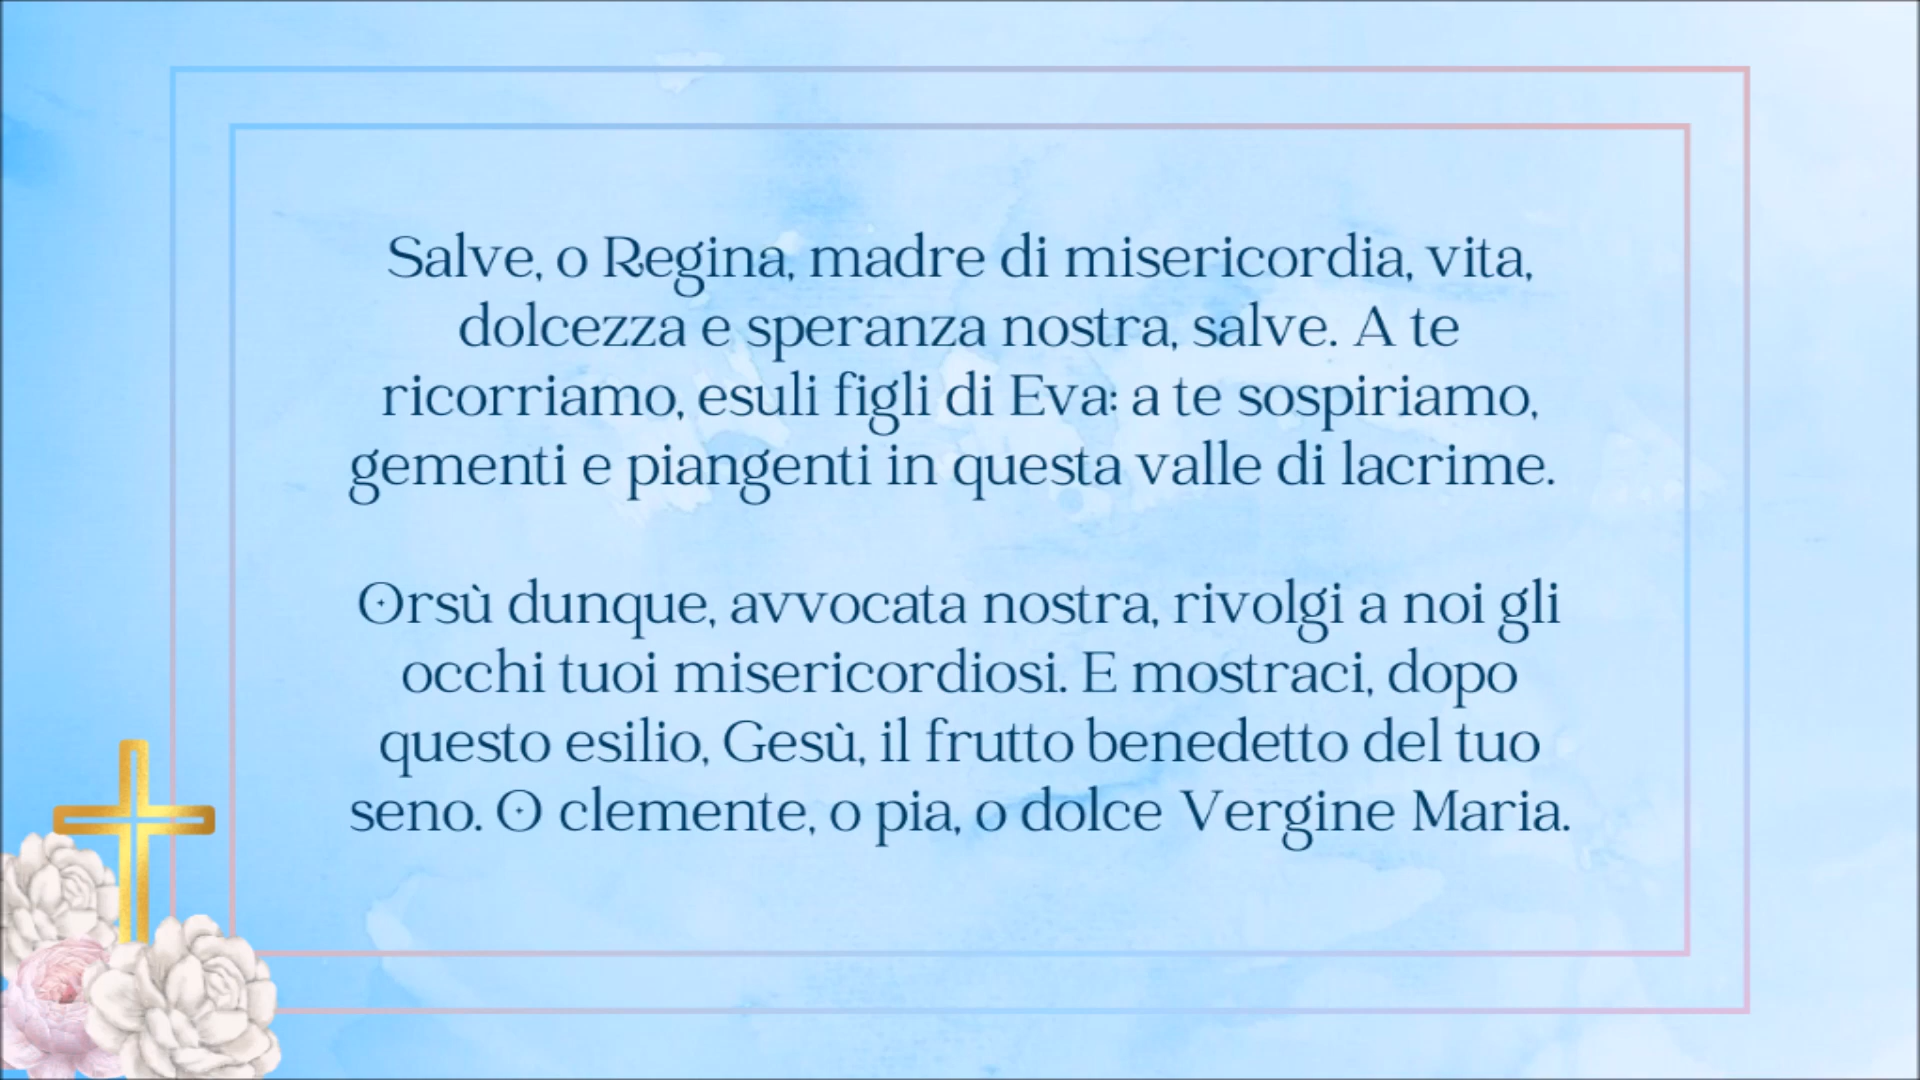 Salve, o Regina, madre di misericordia, vita,
dolcezza e speranza nostra, salve. A te
ricorriamo, esuli figli di Eva: a te sospiriamo,
gementi e piangenti in questa valle di lacrime.
Orsù dunque, avvocata nostra, rivolgi a noi gli
occhi tuoi misericordiosi. E mostraci, dopo
questo esilio, Gesù, il frutto benedetto del tuo
seno. O clemente, o pia, o dolce Vergine Maria.